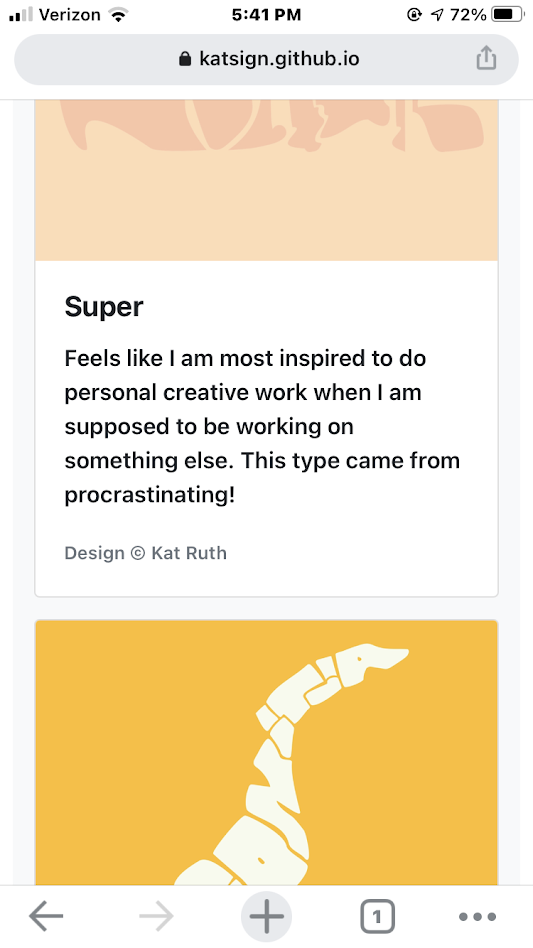 Verizon 5:41 PM 72%
katsign.github.io
Super
Feels like I am most inspired to do
personal creative work when I am
supposed to be working on
something else. This type came from
procrastinating!
Design © Kat Ruth
1